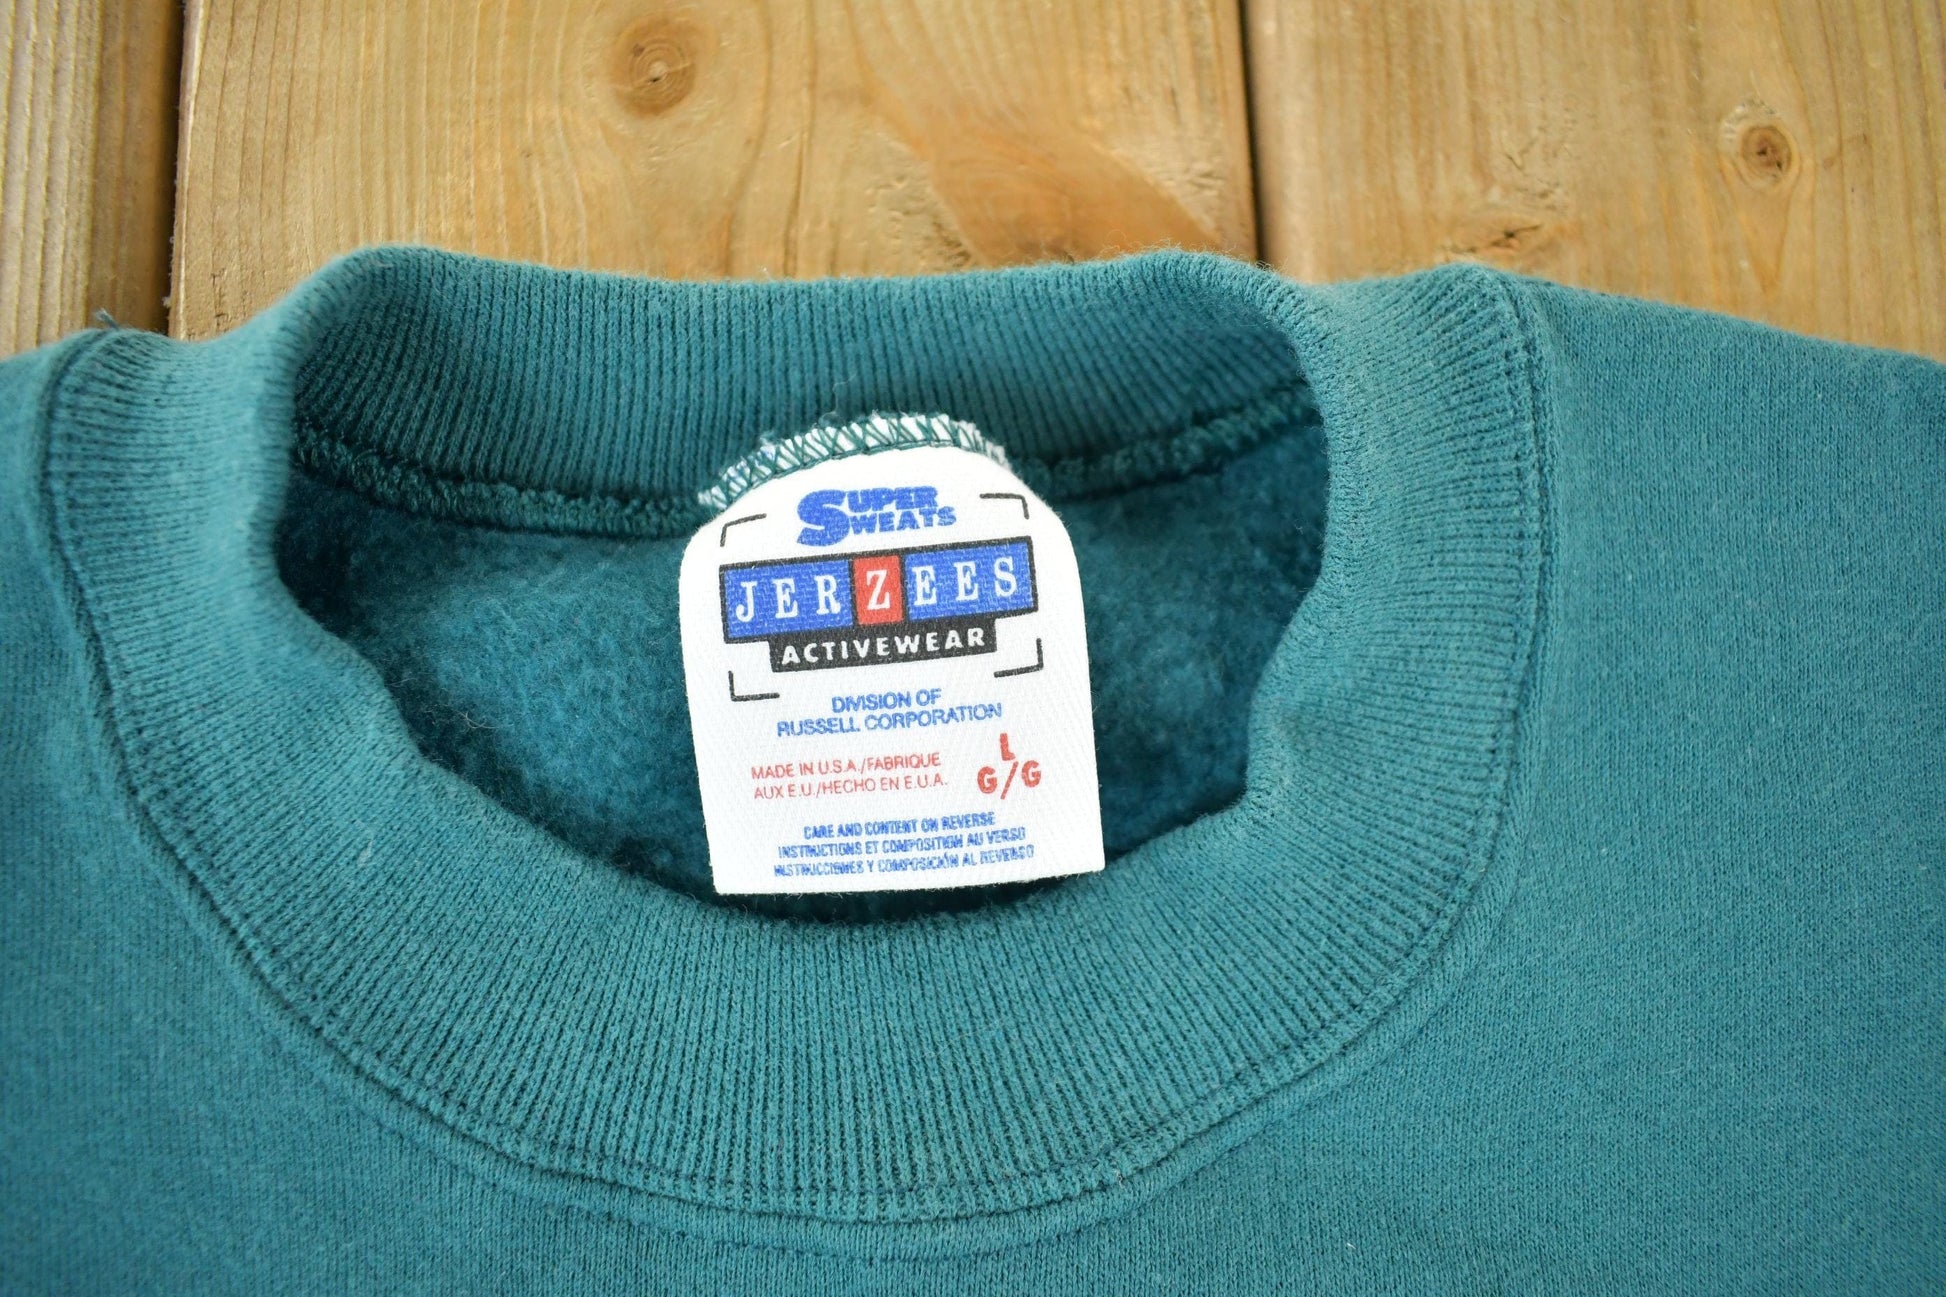 SUPER
SWEATS
JERZEES
ACTIVEWEAR
DIVISION OF
RUSSELL CORPORATION
MADE IN U.S.A./FABRIQUE
AUX E.U./HECHO EN E.U.A.
L
G/G
CARE AND CONTENT ON REVERSE
INSTRUCTIONS ET COMPOSITION AU VERSO
INSTRUCCIONES Y COMPOSICIÓN AL REVERSO